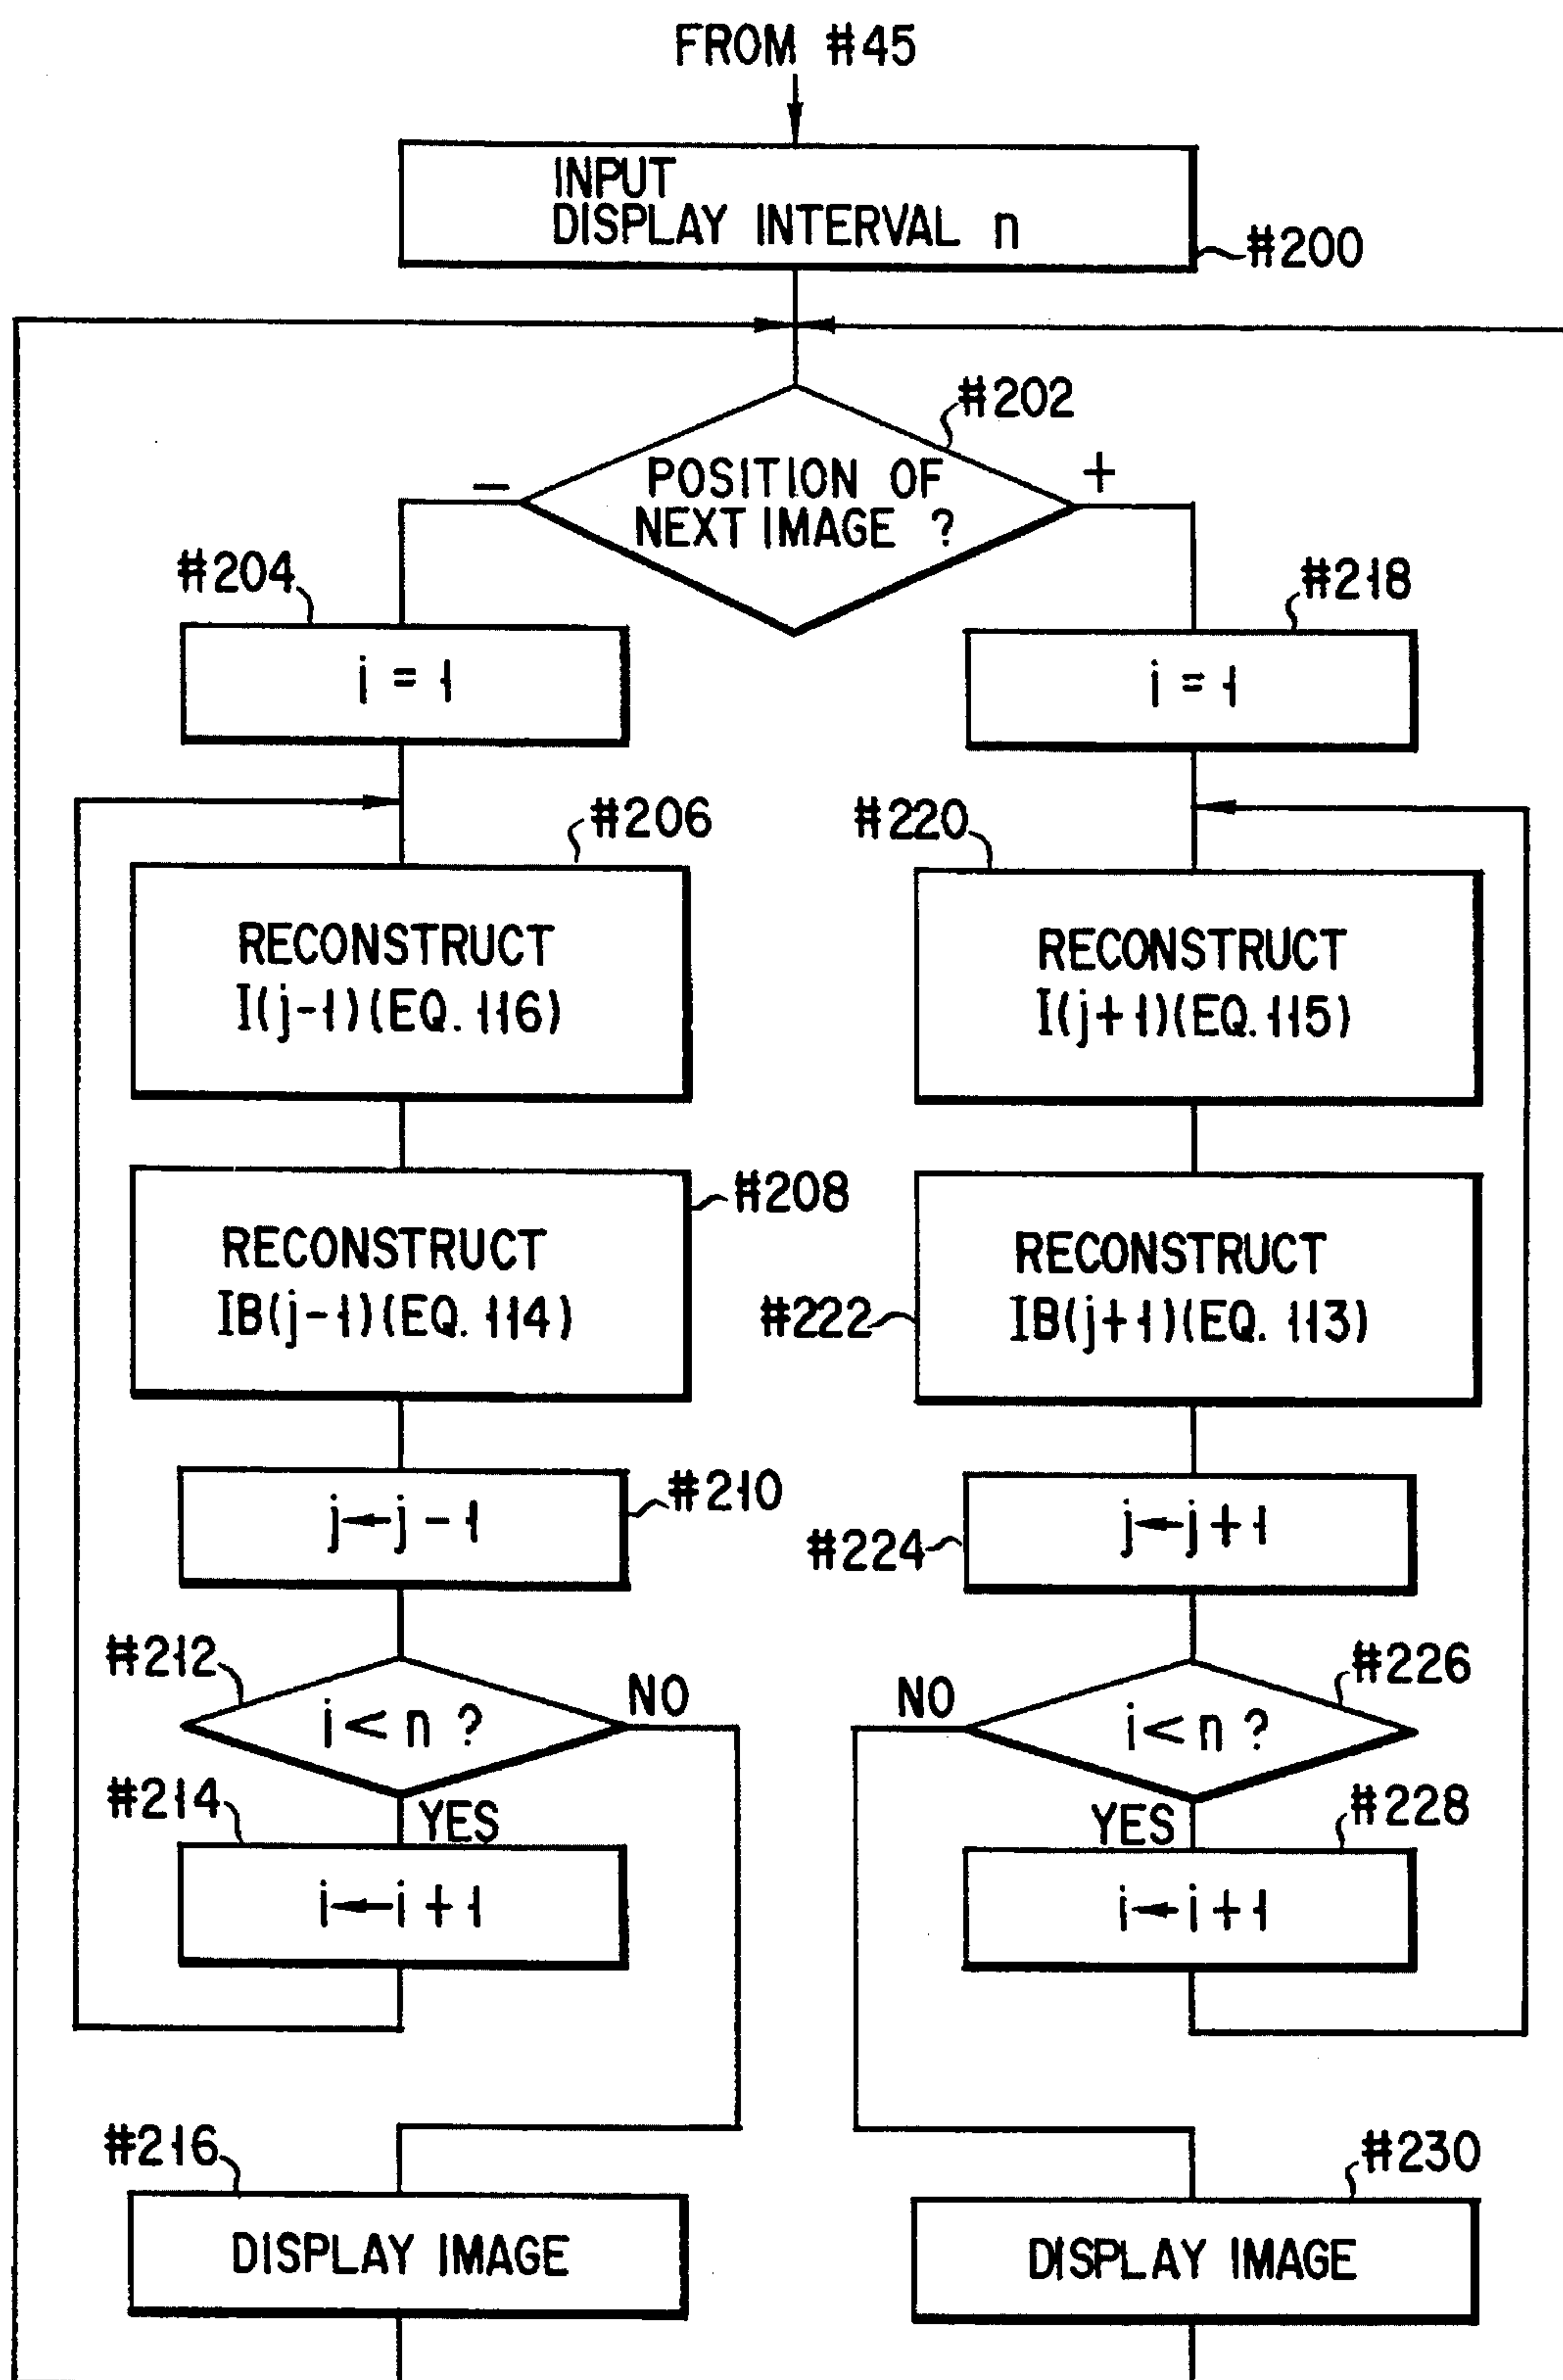 FROM #45
INPUT
DISPLAY INTERVAL n
#200
#202
POSITION OF
NEXT IMAGE ?
−
+
#204
i = 1
#218
i = 1
#206
RECONSTRUCT
I(j-1)(EQ. 116)
#220
RECONSTRUCT
I(j+1)(EQ. 115)
#208
RECONSTRUCT
IB(j-1)(EQ. 114)
#222
RECONSTRUCT
IB(j+1)(EQ. 113)
#210
j←j-1
#224
j←j+1
#212
i<n ?
NO
YES
#226
i<n ?
NO
YES
#214
i←i+1
#228
i←i+1
#216
DISPLAY IMAGE
#230
DISPLAY IMAGE